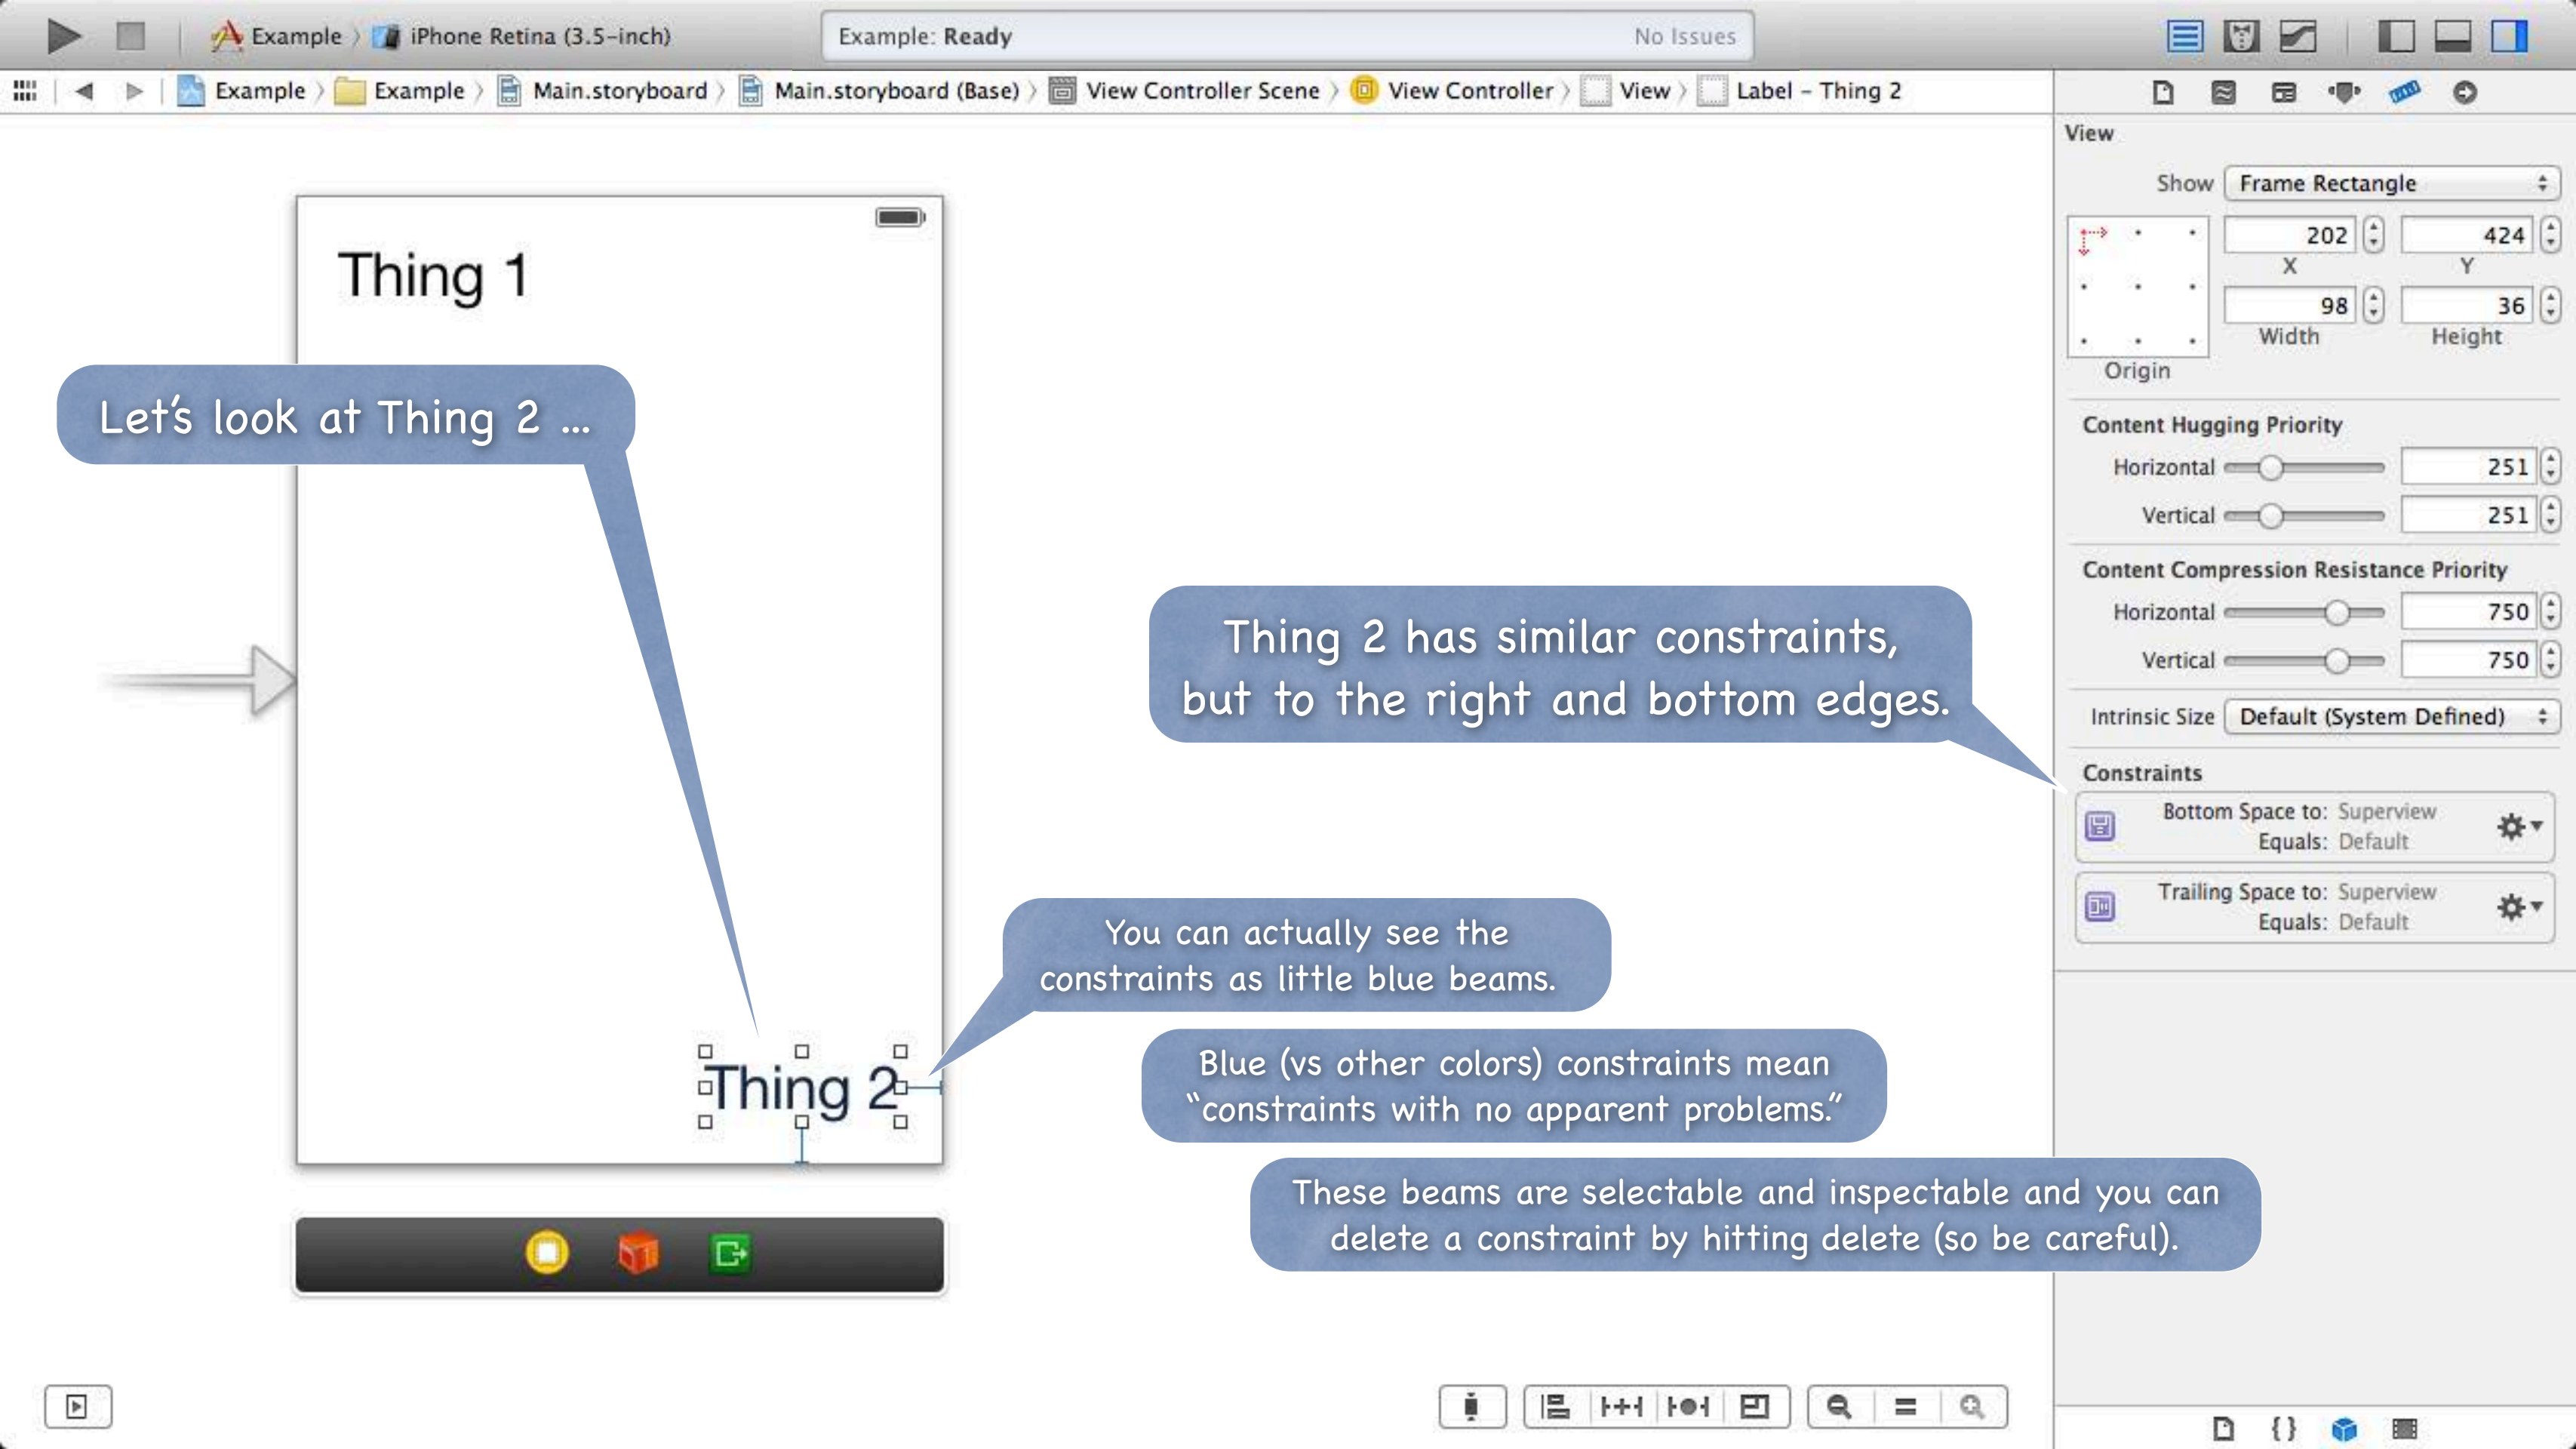 Example 〉 iPhone Retina (3.5-inch)
Example: Ready
No Issues
Example 〉 Example 〉 Main.storyboard 〉 Main.storyboard (Base) 〉 View Controller Scene 〉 View Controller 〉 View 〉 Label – Thing 2
Thing 1
Let's look at Thing 2 ...
Thing 2 has similar constraints,
but to the right and bottom edges.
You can actually see the
constraints as little blue beams.
Thing 2
Blue (vs other colors) constraints mean
“constraints with no apparent problems.”
These beams are selectable and inspectable and you can
delete a constraint by hitting delete (so be careful).
View
Show Frame Rectangle
202 424
X Y
98 36
Width Height
Origin
Content Hugging Priority
Horizontal 251
Vertical 251
Content Compression Resistance Priority
Horizontal 750
Vertical 750
Intrinsic Size Default (System Defined)
Constraints
Bottom Space to: Superview
Equals: Default
Trailing Space to: Superview
Equals: Default